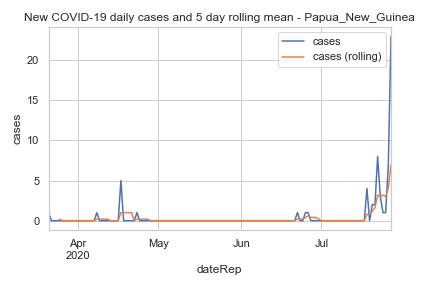 New COVID-19 daily cases and 5 day rolling mean - Papua_New_Guinea
cases
cases (rolling)
20
15
10
5
0
cases
Apr
2020
May
Jun
Jul
dateRep